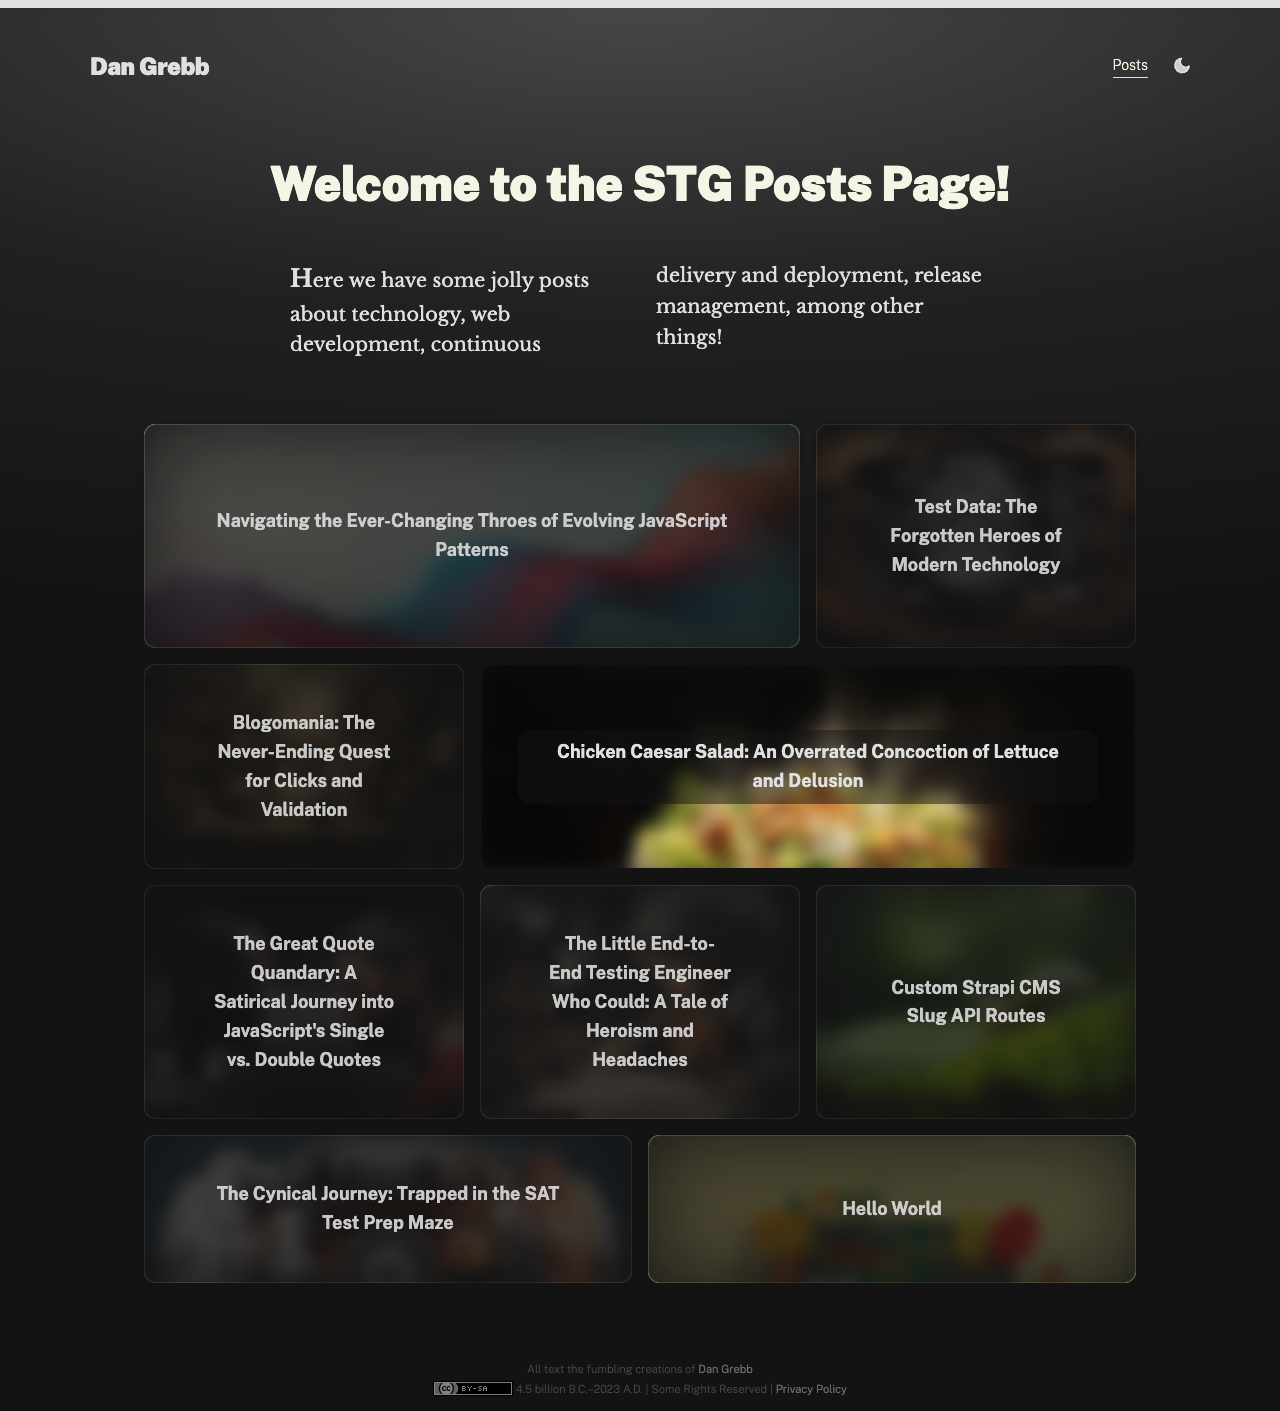 Dan Grebb
Posts
Welcome to the STG Posts Page!
Here we have some jolly posts
about technology, web
development, continuous
delivery and deployment, release
management, among other
things!
Navigating the Ever-Changing Throes of Evolving JavaScript
Patterns
Test Data: The
Forgotten Heroes of
Modern Technology
Blogomania: The
Never-Ending Quest
for Clicks and
Validation
Chicken Caesar Salad: An Overrated Concoction of Lettuce
and Delusion
The Great Quote
Quandary: A
Satirical Journey into
JavaScript's Single
vs. Double Quotes
The Little End-to-
End Testing Engineer
Who Could: A Tale of
Heroism and
Headaches
Custom Strapi CMS
Slug API Routes
The Cynical Journey: Trapped in the SAT
Test Prep Maze
Hello World
All text the fumbling creations of Dan Grebb
cc BY-SA 4.5 billion B.C.–2023 A.D. | Some Rights Reserved | Privacy Policy